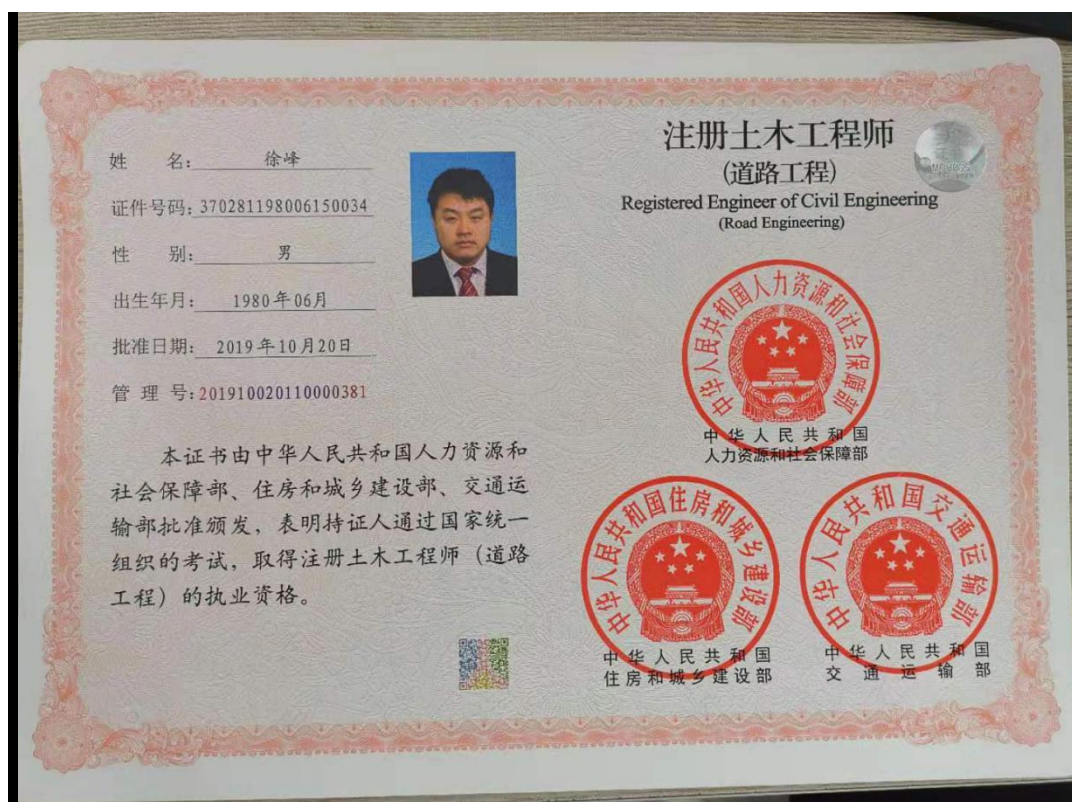 姓 名: 徐峰
证件号码: 370281198006150034
性 别: 男
出生年月: 1980年06月
批准日期: 2019年10月20日
管 理 号: 201910020110000381
本证书由中华人民共和国人力资源和
社会保障部、住房和城乡建设部、交通运
输部批准颁发，表明持证人通过国家统一
组织的考试，取得注册土木工程师（道路
工程）的执业资格。
注册土木工程师
(道路工程)
Registered Engineer of Civil Engineering
(Road Engineering)
中华人民共和国人力资源和社会保障部
中华人民共和国
人力资源和社会保障部
中华人民共和国住房和城乡建设部
中华人民共和国
住房和城乡建设部
中华人民共和国交通运输部
中华人民共和国
交通运输部